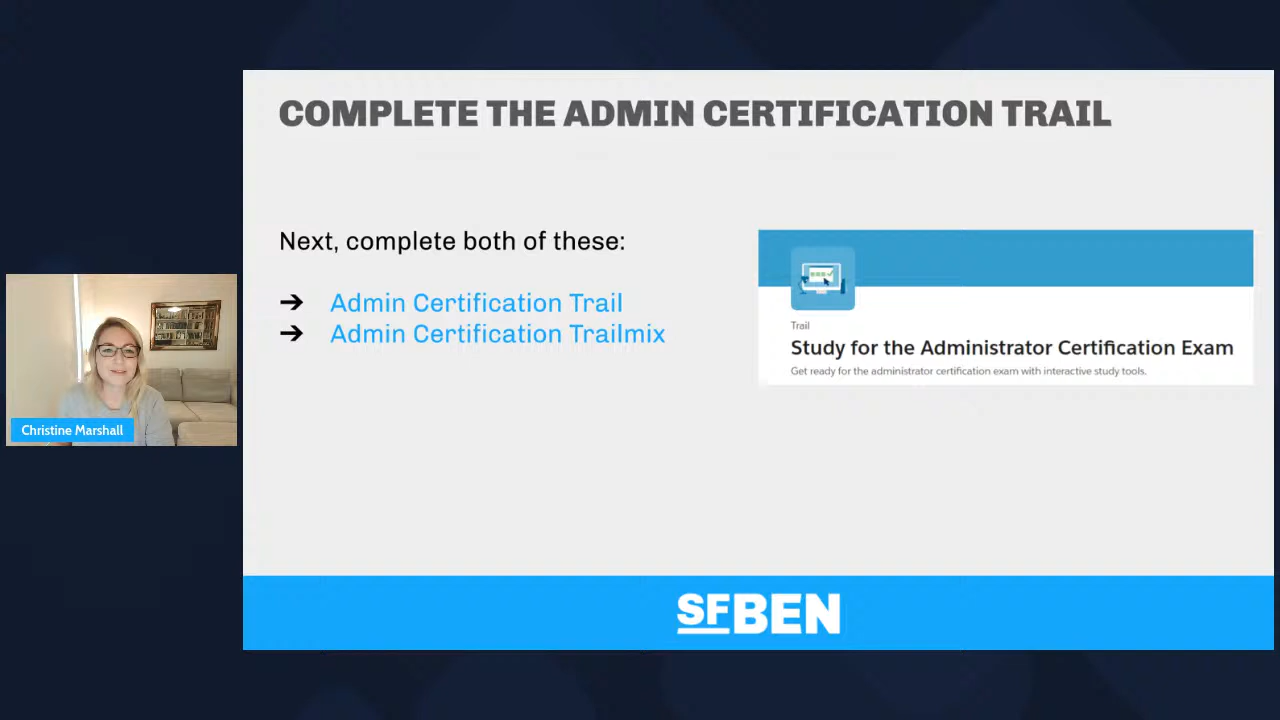 COMPLETE THE ADMIN CERTIFICATION TRAIL
Next, complete both of these:
➔ Admin Certification Trail
➔ Admin Certification Trailmix
Trail
Study for the Administrator Certification Exam
Get ready for the administrator certification exam with interactive study tools.
Christine Marshall
SFBEN